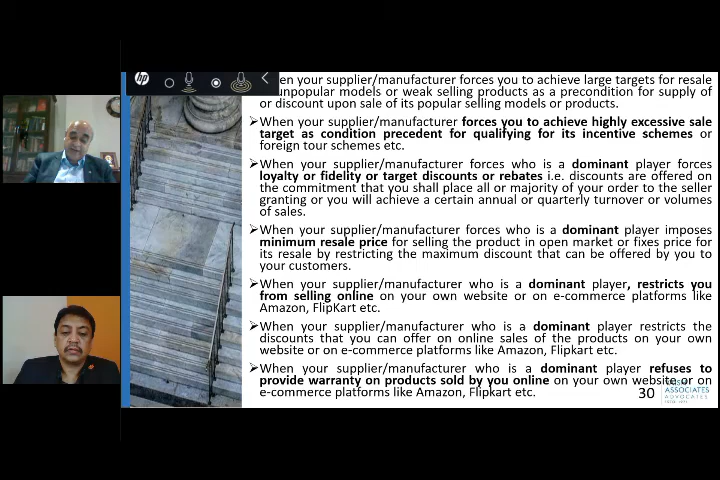 hp
en your supplier/manufacturer forces you to achieve large targets for resale
unpopular models or weak selling products as a precondition for supply of
or discount upon sale of its popular selling models or products.
➢When your supplier/manufacturer forces you to achieve highly excessive sale
target as condition precedent for qualifying for its incentive schemes or
foreign tour schemes etc.
➢When your supplier/manufacturer forces who is a dominant player forces
loyalty or fidelity or target discounts or rebates i.e. discounts are offered on
the commitment that you shall place all or majority of your order to the seller
granting or you will achieve a certain annual or quarterly turnover or volumes
of sales.
➢When your supplier/manufacturer forces who is a dominant player imposes
minimum resale price for selling the product in open market or fixes price for
its resale by restricting the maximum discount that can be offered by you to
your customers.
➢When your supplier/manufacturer who is a dominant player, restricts you
from selling online on your own website or on e-commerce platforms like
Amazon, FlipKart etc.
➢When your supplier/manufacturer who is a dominant player restricts the
discounts that you can offer on online sales of the products on your own
website or on e-commerce platforms like Amazon, Flipkart etc.
➢When your supplier/manufacturer who is a dominant player refuses to
provide warranty on products sold by you online on your own website or on
e-commerce platforms like Amazon, Flipkart etc.
30
ASSOCIATES
ADVOCATES